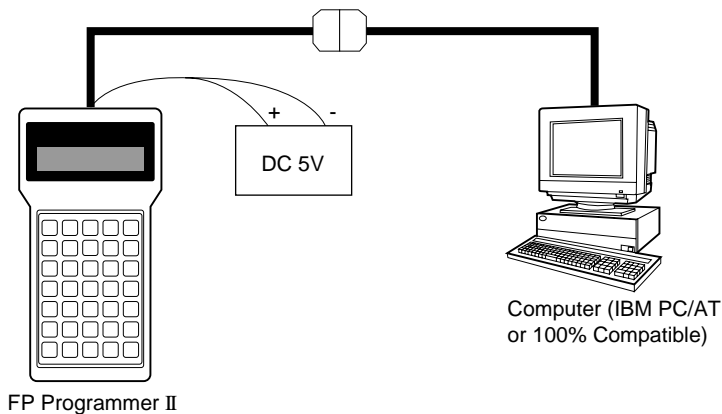 + -
DC 5V
Computer (IBM PC/AT
or 100% Compatible)
FP Programmer II